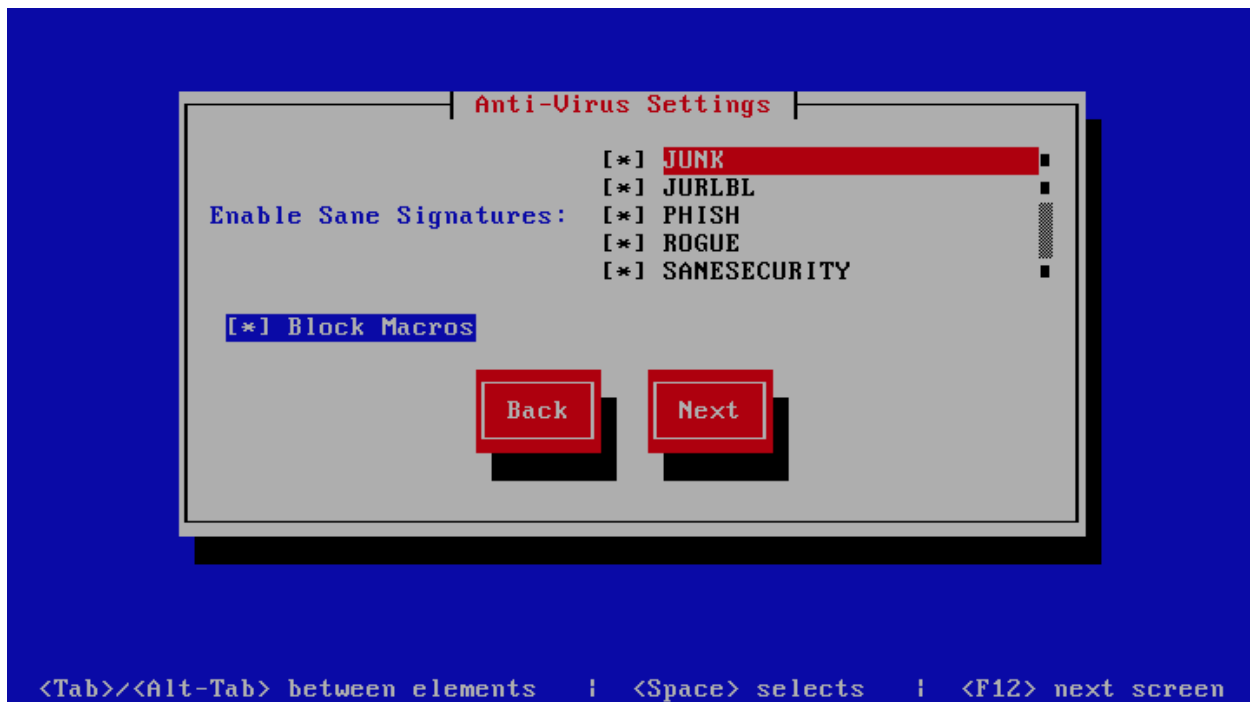 Anti-Virus Settings
[*] JUNK
[*] JURLBL
Enable Sane Signatures: [*] PHISH
[*] ROGUE
[*] SANESECURITY
[*] Block Macros
Back Next
<Tab>/<Alt-Tab> between elements | <Space> selects | <F12> next screen